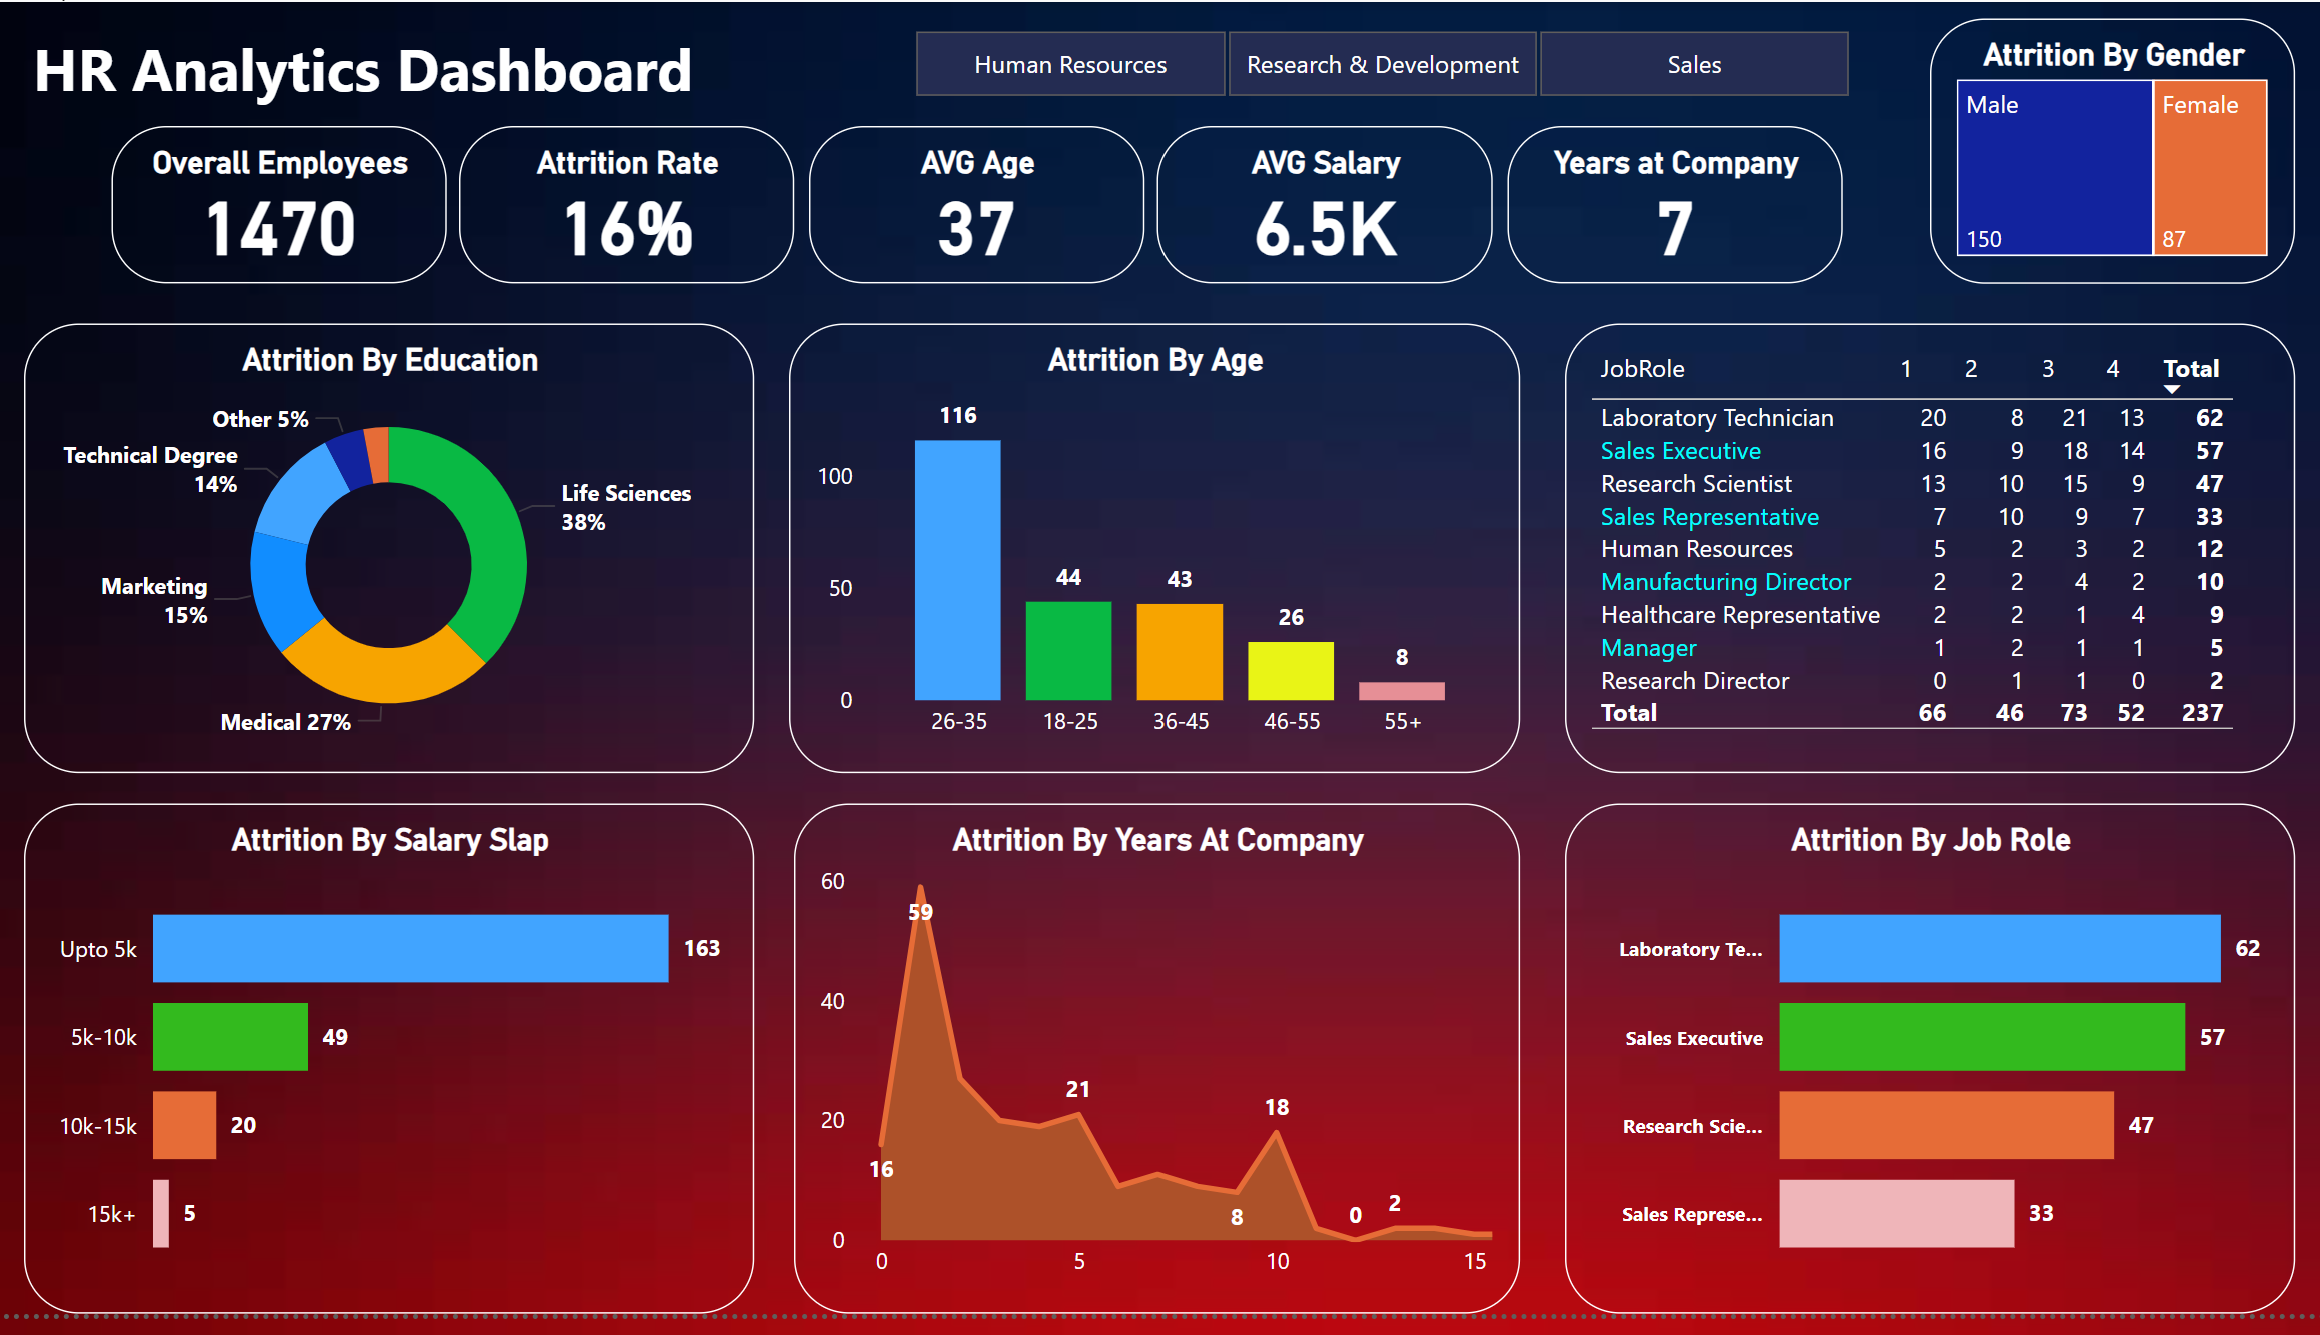 HR Analytics Dashboard
Human Resources
Research & Development
Sales
Attrition By Gender
Male
Female
150
87
Overall Employees
1470
Attrition Rate
16%
AVG Age
37
AVG Salary
6.5K
Years at Company
7
Attrition By Education
Other 5%
Technical Degree
14%
Life Sciences
38%
Marketing
15%
Medical 27%
Attrition By Age
116
100
44
43
50
26
8
0
26-35 18-25 36-45 46-55 55+
JobRole 1 2 3 4 Total
Laboratory Technician 20 8 21 13 62
Sales Executive 16 9 18 14 57
Research Scientist 13 10 15 9 47
Sales Representative 7 10 9 7 33
Human Resources 5 2 3 2 12
Manufacturing Director 2 2 4 2 10
Healthcare Representative 2 2 1 4 9
Manager 1 2 1 1 5
Research Director 0 1 1 0 2
Total 66 46 73 52 237
Attrition By Salary Slap
Upto 5k 163
5k-10k 49
10k-15k 20
15k+ 5
Attrition By Years At Company
60
59
40
21
18
20
16
8
0
2
0
0 5 10 15
Attrition By Job Role
Laboratory Te... 62
Sales Executive 57
Research Scie... 47
Sales Represe... 33